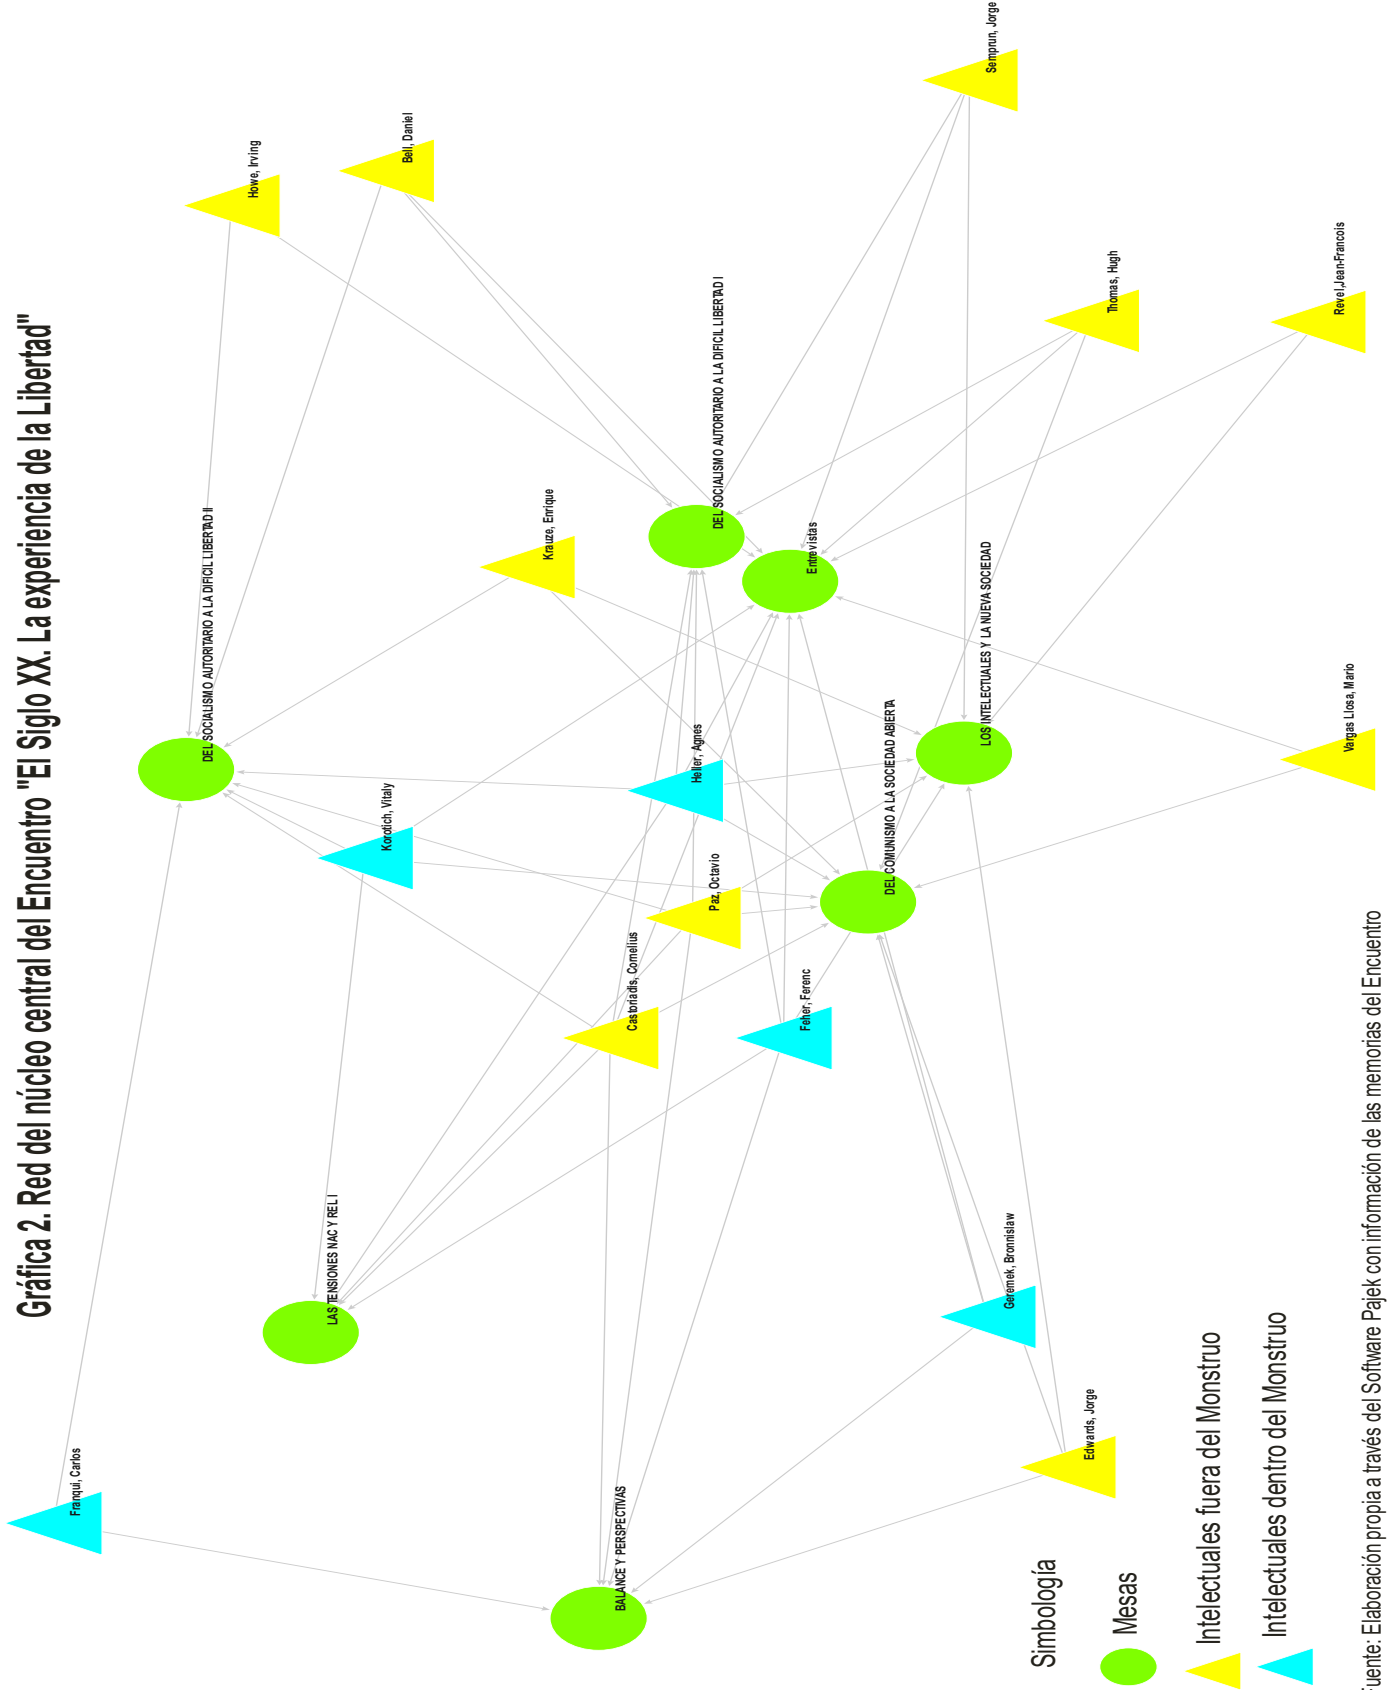 Gráfica 2. Red del núcleo central del Encuentro "El Siglo XX. La experiencia de la Libertad"
Franqui, Carlos
Howe, Irving
DEL SOCIALISMO AUTORITARIO A LA DIFICIL LIBERTAD II
LAS TENSIONES NAC Y REL I
Korotich, Vitaly
Bell, Daniel
Krauze, Enrique
BALANCE Y PERSPECTIVAS
Castoriadis, Cornelius
Heller, Agnes
Paz, Octavio
DEL SOCIALISMO AUTORITARIO A LA DIFICIL LIBERTAD I
Feher, Ferenc
Entrevistas
DEL COMUNISMO A LA SOCIEDAD ABIERTA
LOS INTELECTUALES Y LA NUEVA SOCIEDAD
Semprun, Jorge
Geremek, Bronnislaw
Edwards, Jorge
Thomas, Hugh
Revel,Jean-Francois
Vargas Llosa, Mario
Simbología
Mesas
Intelectuales fuera del Monstruo
Intelectuales dentro del Monstruo
Fuente: Elaboración propia a través del Software Pajek con información de las memorias del Encuentro